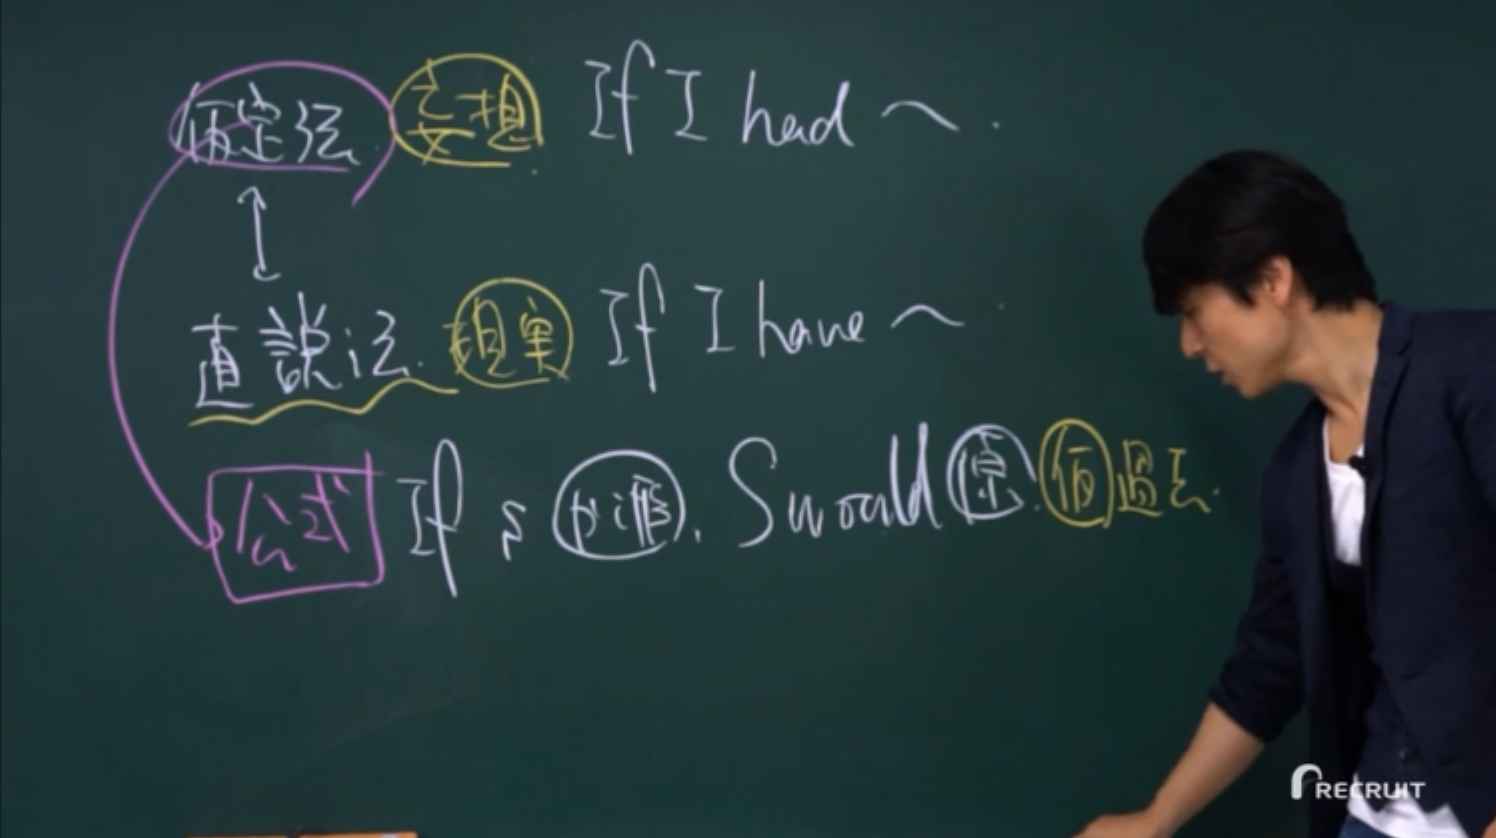 仮定法 妄想 If I had 〜.
直説法. 現実 If I have 〜
公式 If s 過去形, S would 原. 仮過去.
RECRUIT